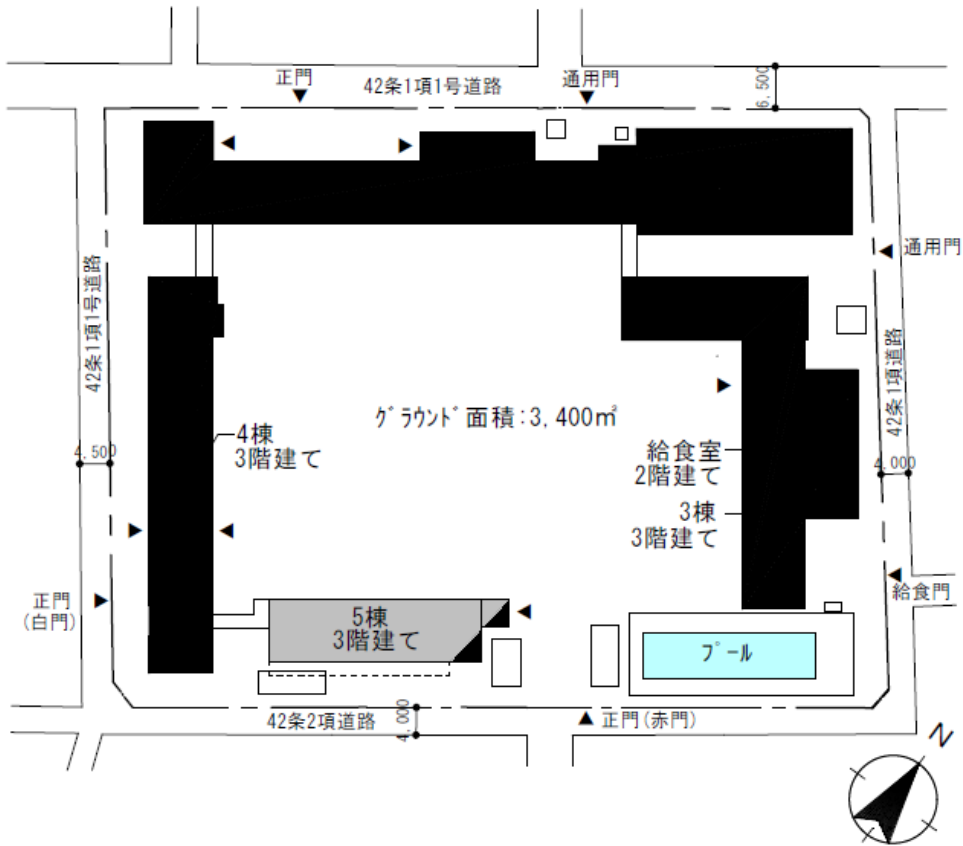 正門
42条1項1号道路
通用門
6,500
通用門
42条1項1号道路
42条1項道路
グラウンド面積:3,400㎡
4棟
3階建て
4,500
給食室
2階建て
4,000
3棟
3階建て
正門
(白門)
給食門
5棟
3階建て
プール
42条2項道路
4,000
正門(赤門)
N